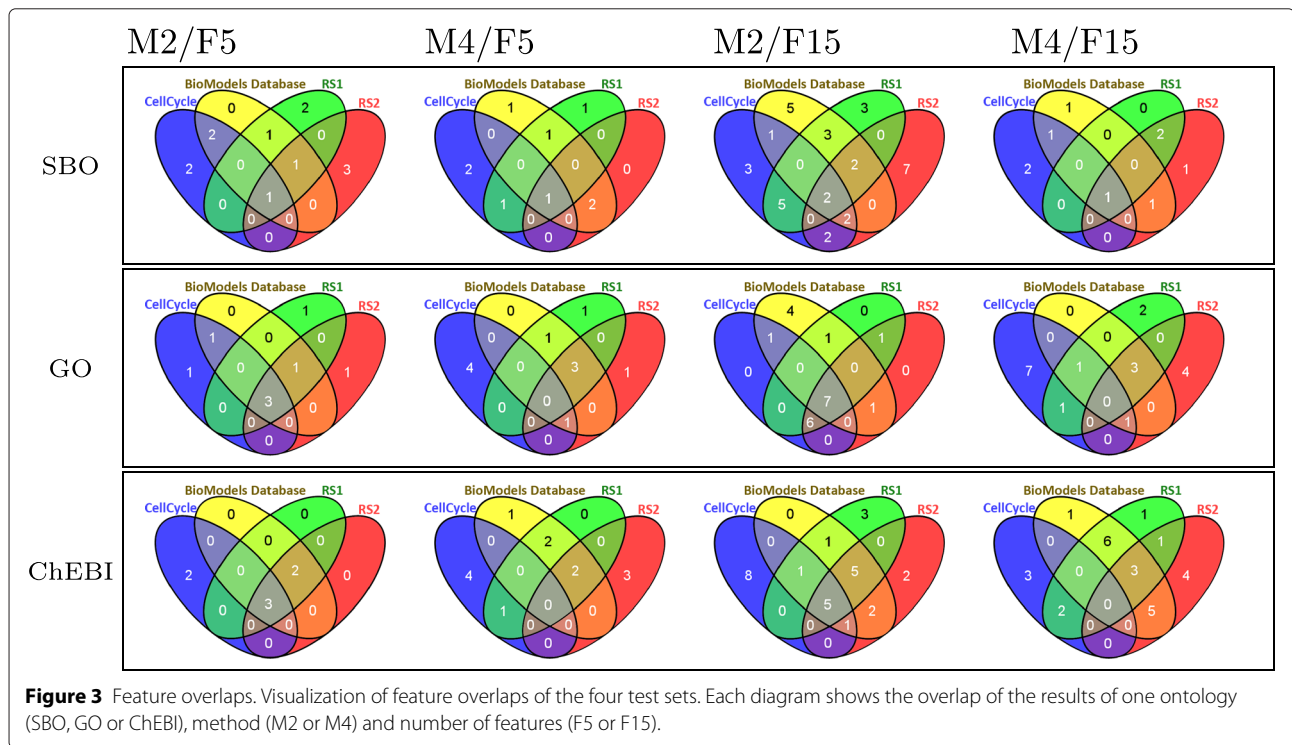 M2/F5 M4/F5 M2/F15 M4/F15
SBO
BioModels Database RS1
CellCycle RS2
0 2
2 1 0
2 0 1 3
1
0 0 0 0
0
BioModels Database RS1
CellCycle RS2
1 1
0 1 0
2 0 0 0
1
1 0 0 2
0
BioModels Database RS1
CellCycle RS2
5 3
1 3 0
3 0 2 7
2
5 0 2 0
2
BioModels Database RS1
CellCycle RS2
1 0
1 0 2
2 0 0 1
1
0 0 0 1
0
GO
BioModels Database RS1
CellCycle RS2
0 1
1 0 0
1 0 1 1
3
0 0 0 0
0
BioModels Database RS1
CellCycle RS2
0 1
0 1 0
4 0 3 1
0
0 0 1 0
0
BioModels Database RS1
CellCycle RS2
4 0
1 1 1
0 0 0 0
7
0 6 0 1
0
BioModels Database RS1
CellCycle RS2
0 2
0 0 0
7 1 3 4
0
1 0 1 0
0
ChEBI
BioModels Database RS1
CellCycle RS2
0 0
0 0 0
2 0 2 0
3
0 0 0 0
0
BioModels Database RS1
CellCycle RS2
1 0
0 2 0
4 0 2 3
0
1 0 0 0
0
BioModels Database RS1
CellCycle RS2
0 3
0 1 0
8 1 5 2
5
0 0 1 2
0
BioModels Database RS1
CellCycle RS2
1 1
0 6 1
3 0 3 4
0
2 0 0 5
0
Figure 3 Feature overlaps. Visualization of feature overlaps of the four test sets. Each diagram shows the overlap of the results of one ontology
(SBO, GO or ChEBI), method (M2 or M4) and number of features (F5 or F15).